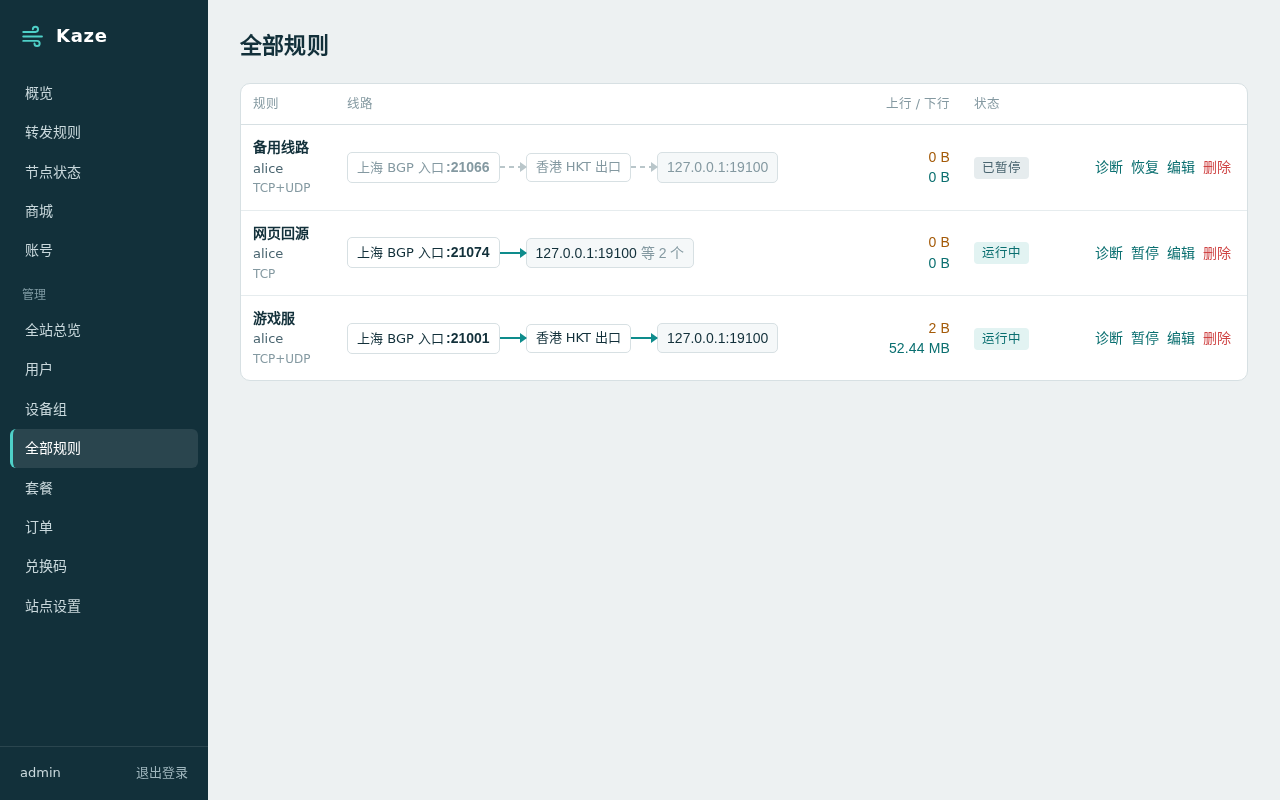 Kaze
概览
转发规则
节点状态
商城
账号
管理
全站总览
用户
设备组
全部规则
套餐
订单
兑换码
站点设置
admin 退出登录
全部规则
规则 线路 上行 / 下行 状态
备用线路
alice
TCP+UDP
上海 BGP 入口:21066 香港 HKT 出口 127.0.0.1:19100
0 B
0 B
已暂停
诊断 恢复 编辑 删除
网页回源
alice
TCP
上海 BGP 入口:21074 127.0.0.1:19100 等 2 个
0 B
0 B
运行中
诊断 暂停 编辑 删除
游戏服
alice
TCP+UDP
上海 BGP 入口:21001 香港 HKT 出口 127.0.0.1:19100
2 B
52.44 MB
运行中
诊断 暂停 编辑 删除